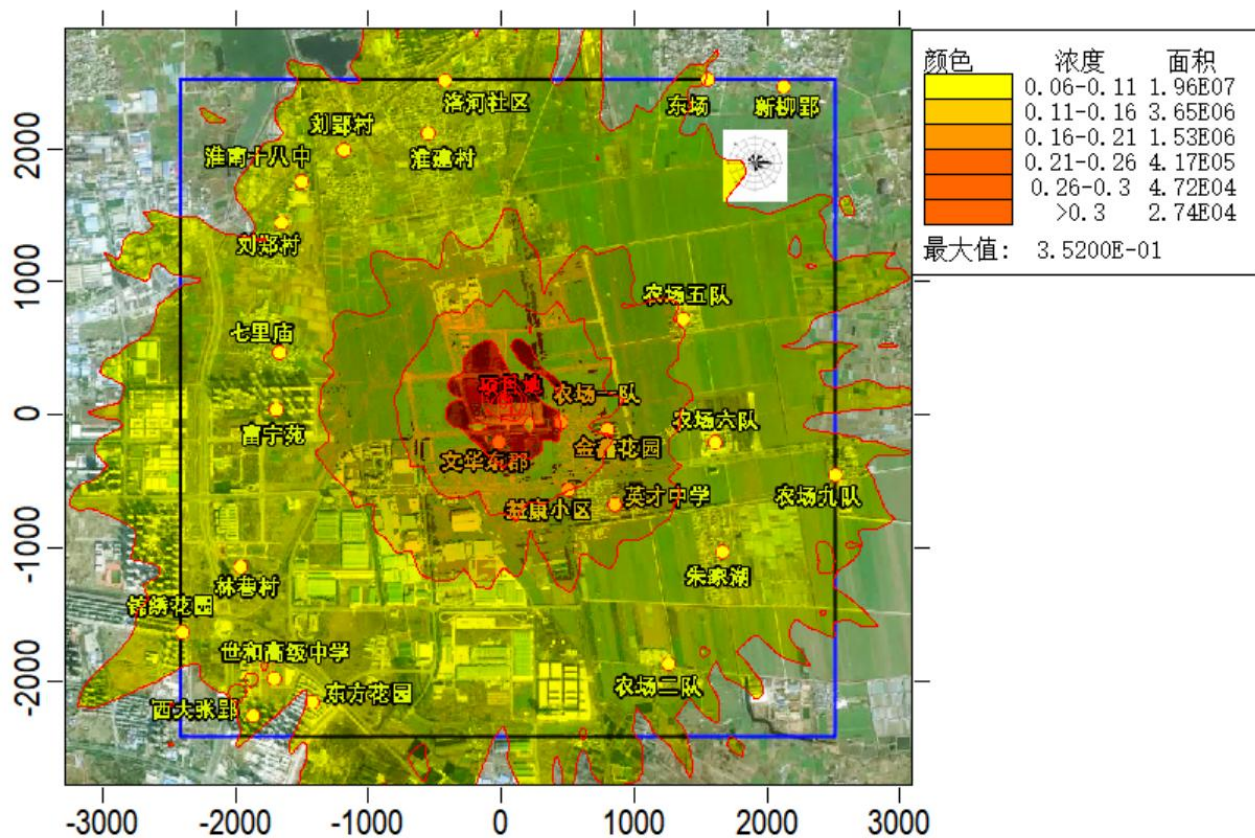 颜色 浓度 面积
0.06-0.11 1.96E07
0.11-0.16 3.65E06
0.16-0.21 1.53E06
0.21-0.26 4.17E05
0.26-0.3 4.72E04
>0.3 2.74E04
最大值: 3.5200E-01
洛河社区
东场
新柳郢
刘郢村
淮建村
淮南十八中
刘郑村
农场五队
七里庙
农场一队
富宁苑
农场六队
金鑫花园
文华东郡
农场九队
益康小区
英才中学
朱家湖
林巷村
锦绣花园
世和高级中学
农场二队
东方花园
西大张郢
2000
1000
0
-1000
-2000
-3000 -2000 -1000 0 1000 2000 3000